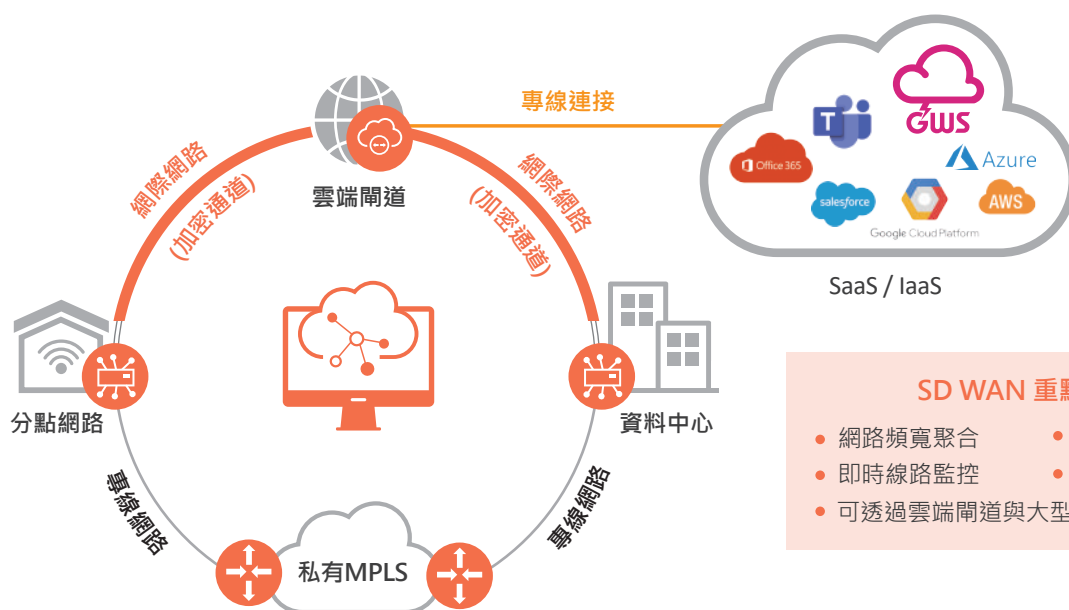 專線連接
GWS
T
Office 365
Azure
salesforce
AWS
Google Cloud Platform
SaaS / IaaS
網際網路
(加密通道)
雲端閘道
網際網路
(加密通道)
分點網路
資料中心
專線網路
專線網路
私有MPLS
SD WAN 重點
• 網路頻寬聚合
• 即時線路監控
• 可透過雲端閘道與大型